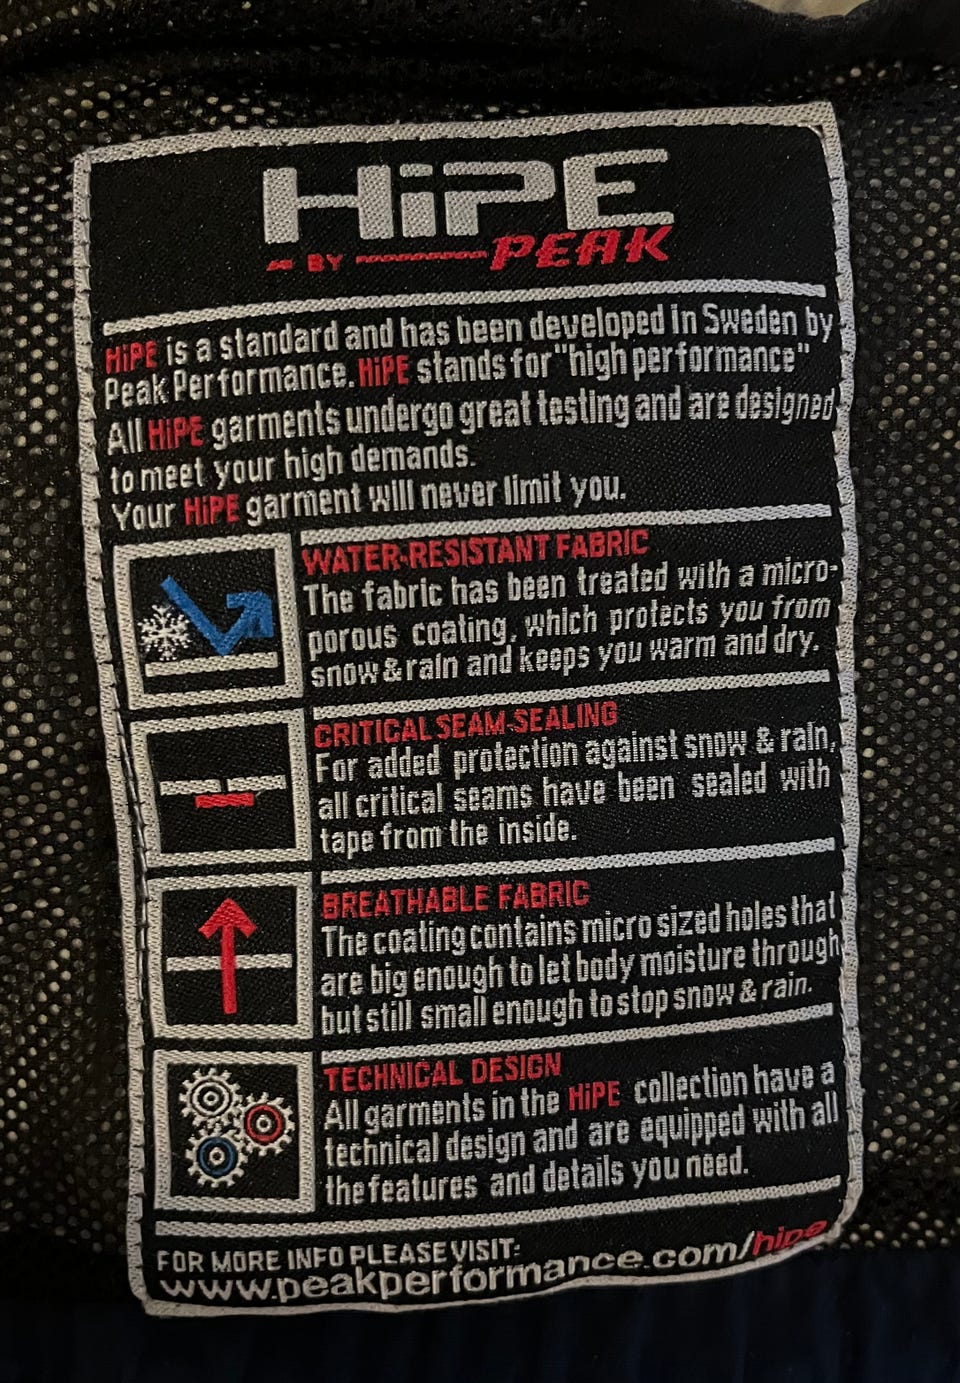 HiPE
BY PEAK
HiPE is a standard and has been developed in Sweden by
Peak Performance. HiPE stands for "high performance"
All HiPE garments undergo great testing and are designed
to meet your high demands.
Your HiPE garment will never limit you.
WATER-RESISTANT FABRIC
The fabric has been treated with a micro-
porous coating, which protects you from
snow & rain and keeps you warm and dry.
CRITICAL SEAM-SEALING
For added protection against snow & rain,
all critical seams have been sealed with
tape from the inside.
BREATHABLE FABRIC
The coating contains micro sized holes that
are big enough to let body moisture through
but still small enough to stop snow & rain.
TECHNICAL DESIGN
All garments in the HiPE collection have a
technical design and are equipped with all
the features and details you need.
FOR MORE INFO PLEASE VISIT:
www.peakperformance.com/hipe